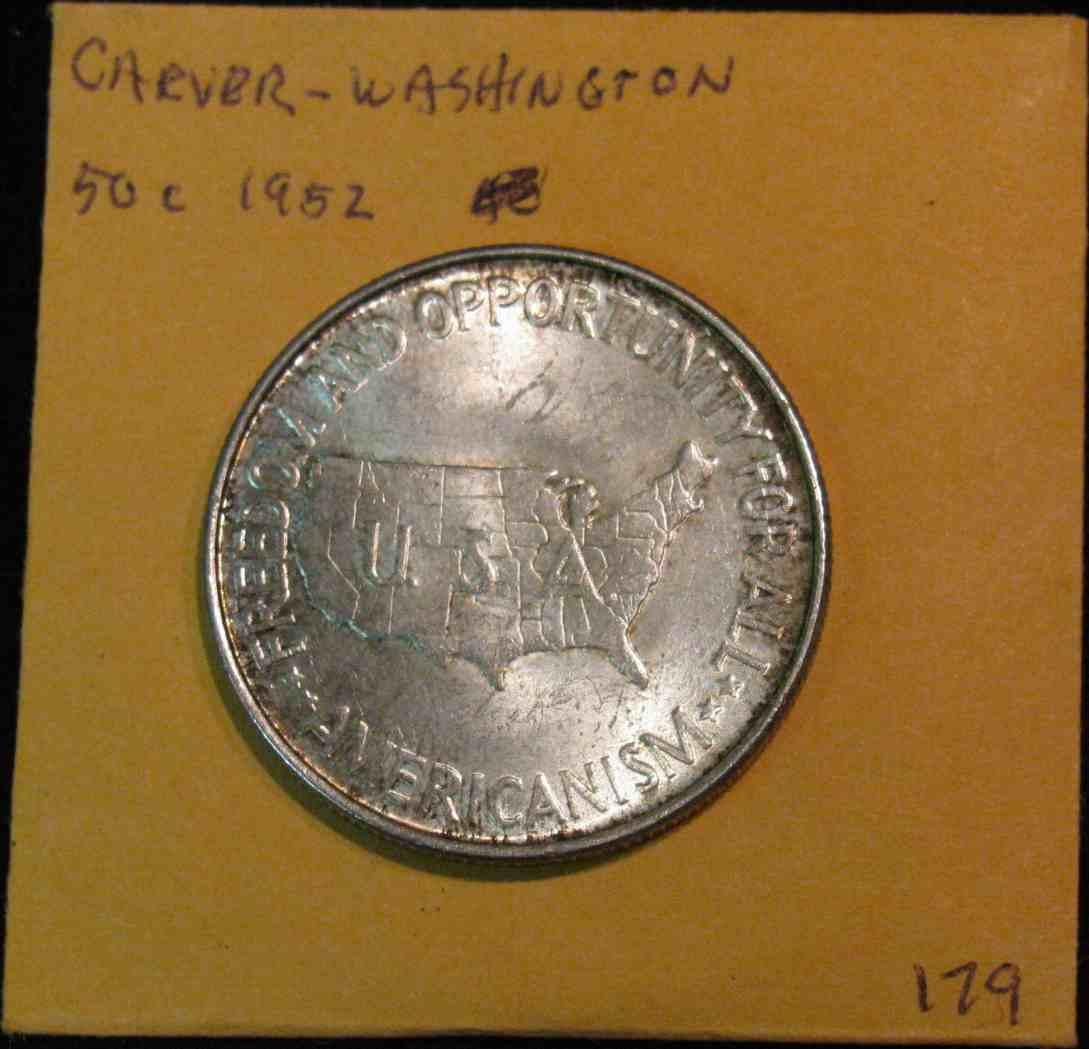 CARVER - WASHINGTON
50c 1952
FREEDOM AND OPPORTUNITY FOR ALL
U.S.A
AMERICANISM
179